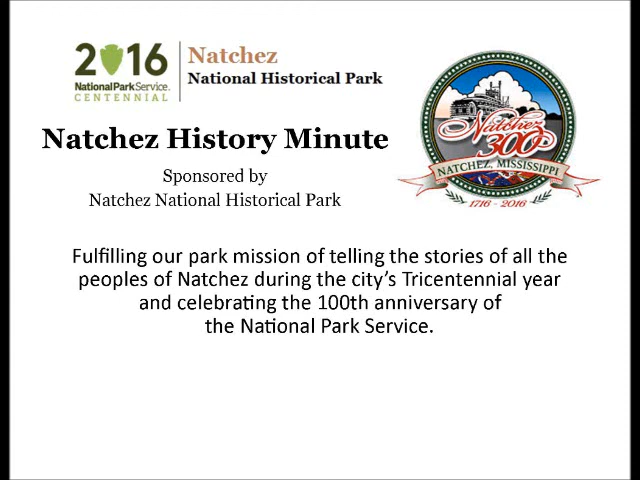 2016
National Park Service®
CENTENNIAL
Natchez
National Historical Park
Natchez History Minute
Sponsored by
Natchez National Historical Park
Natchez
300
NATCHEZ, MISSISSIPPI
1716 - 2016
Fulfilling our park mission of telling the stories of all the
peoples of Natchez during the city's Tricentennial year
and celebrating the 100th anniversary of
the National Park Service.